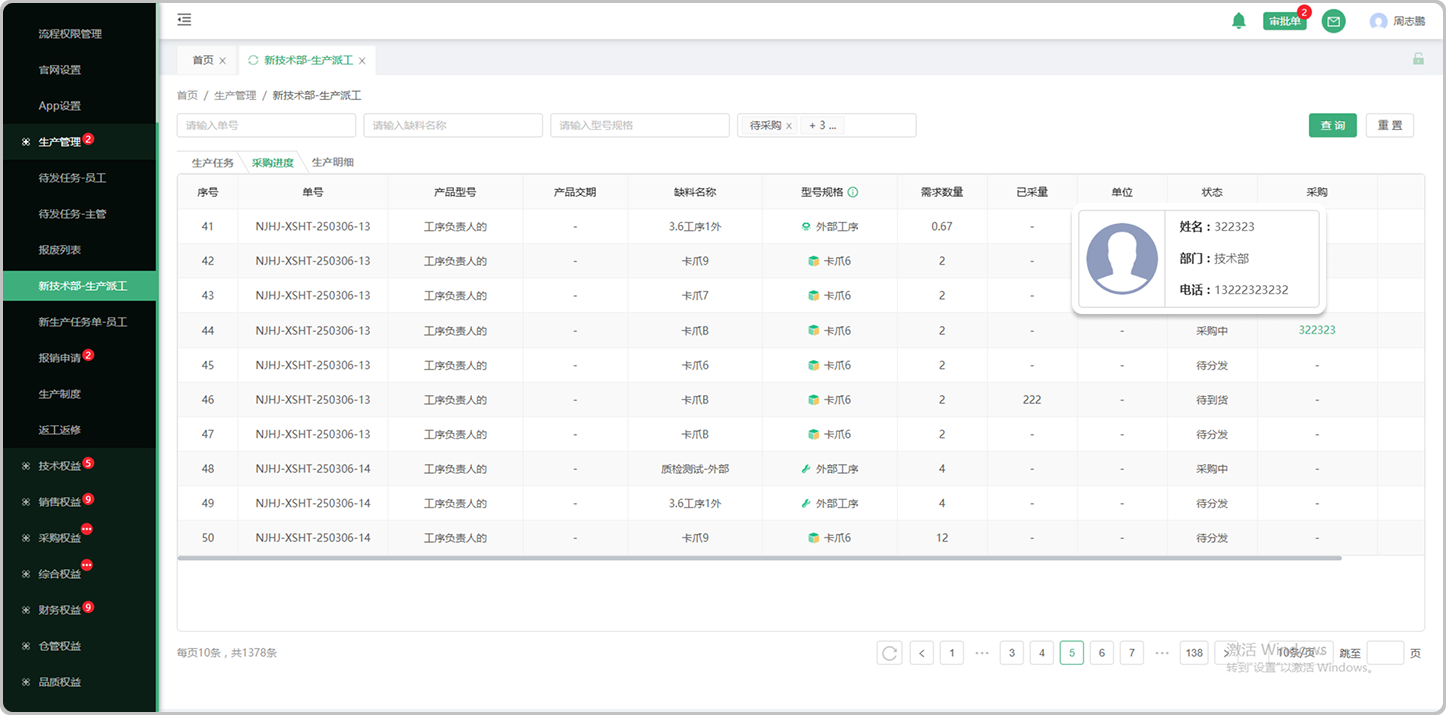 流程权限管理
官网设置
App设置
生产管理 2
待发任务-员工
待发任务-主管
报废列表
新技术部-生产派工
新生产任务单-员工
报销申请 2
生产制度
返工返修
技术权益 5
销售权益 9
采购权益
综合权益
财务权益 9
仓管权益
品质权益
审批单 2 周志鹏
首页 x 新技术部-生产派工 x
首页 / 生产管理 / 新技术部-生产派工
请输入单号 请输入缺料名称 请输入型号规格 待采购 x + 3 ... 查 询 重 置
生产任务 采购进度 生产明细
序号 单号 产品型号 产品交期 缺料名称 型号规格 需求数量 已采量 单位 状态 采购
41 NJHJ-XSHT-250306-13 工序负责人的 - 3.6工序1外 外部工序 0.67 -
42 NJHJ-XSHT-250306-13 工序负责人的 - 卡爪9 卡爪6 2 -
43 NJHJ-XSHT-250306-13 工序负责人的 - 卡爪7 卡爪6 2 -
姓名：322323
部门：技术部
电话：13222323232
44 NJHJ-XSHT-250306-13 工序负责人的 - 卡爪B 卡爪6 2 - - 采购中 322323
45 NJHJ-XSHT-250306-13 工序负责人的 - 卡爪6 卡爪6 2 - - 待分发 -
46 NJHJ-XSHT-250306-13 工序负责人的 - 卡爪B 卡爪6 2 222 - 待到货 -
47 NJHJ-XSHT-250306-13 工序负责人的 - 卡爪B 卡爪6 2 - - 待分发 -
48 NJHJ-XSHT-250306-14 工序负责人的 - 质检测试-外部 外部工序 4 - - 采购中 -
49 NJHJ-XSHT-250306-14 工序负责人的 - 3.6工序1外 外部工序 4 - - 待分发 -
50 NJHJ-XSHT-250306-14 工序负责人的 - 卡爪9 卡爪6 12 - - 待分发 -
每页10条，共1378条 < 1 ··· 3 4 5 6 7 ··· 138 > 10条/页 跳至 页
激活 Windows
转到"设置"以激活 Windows。